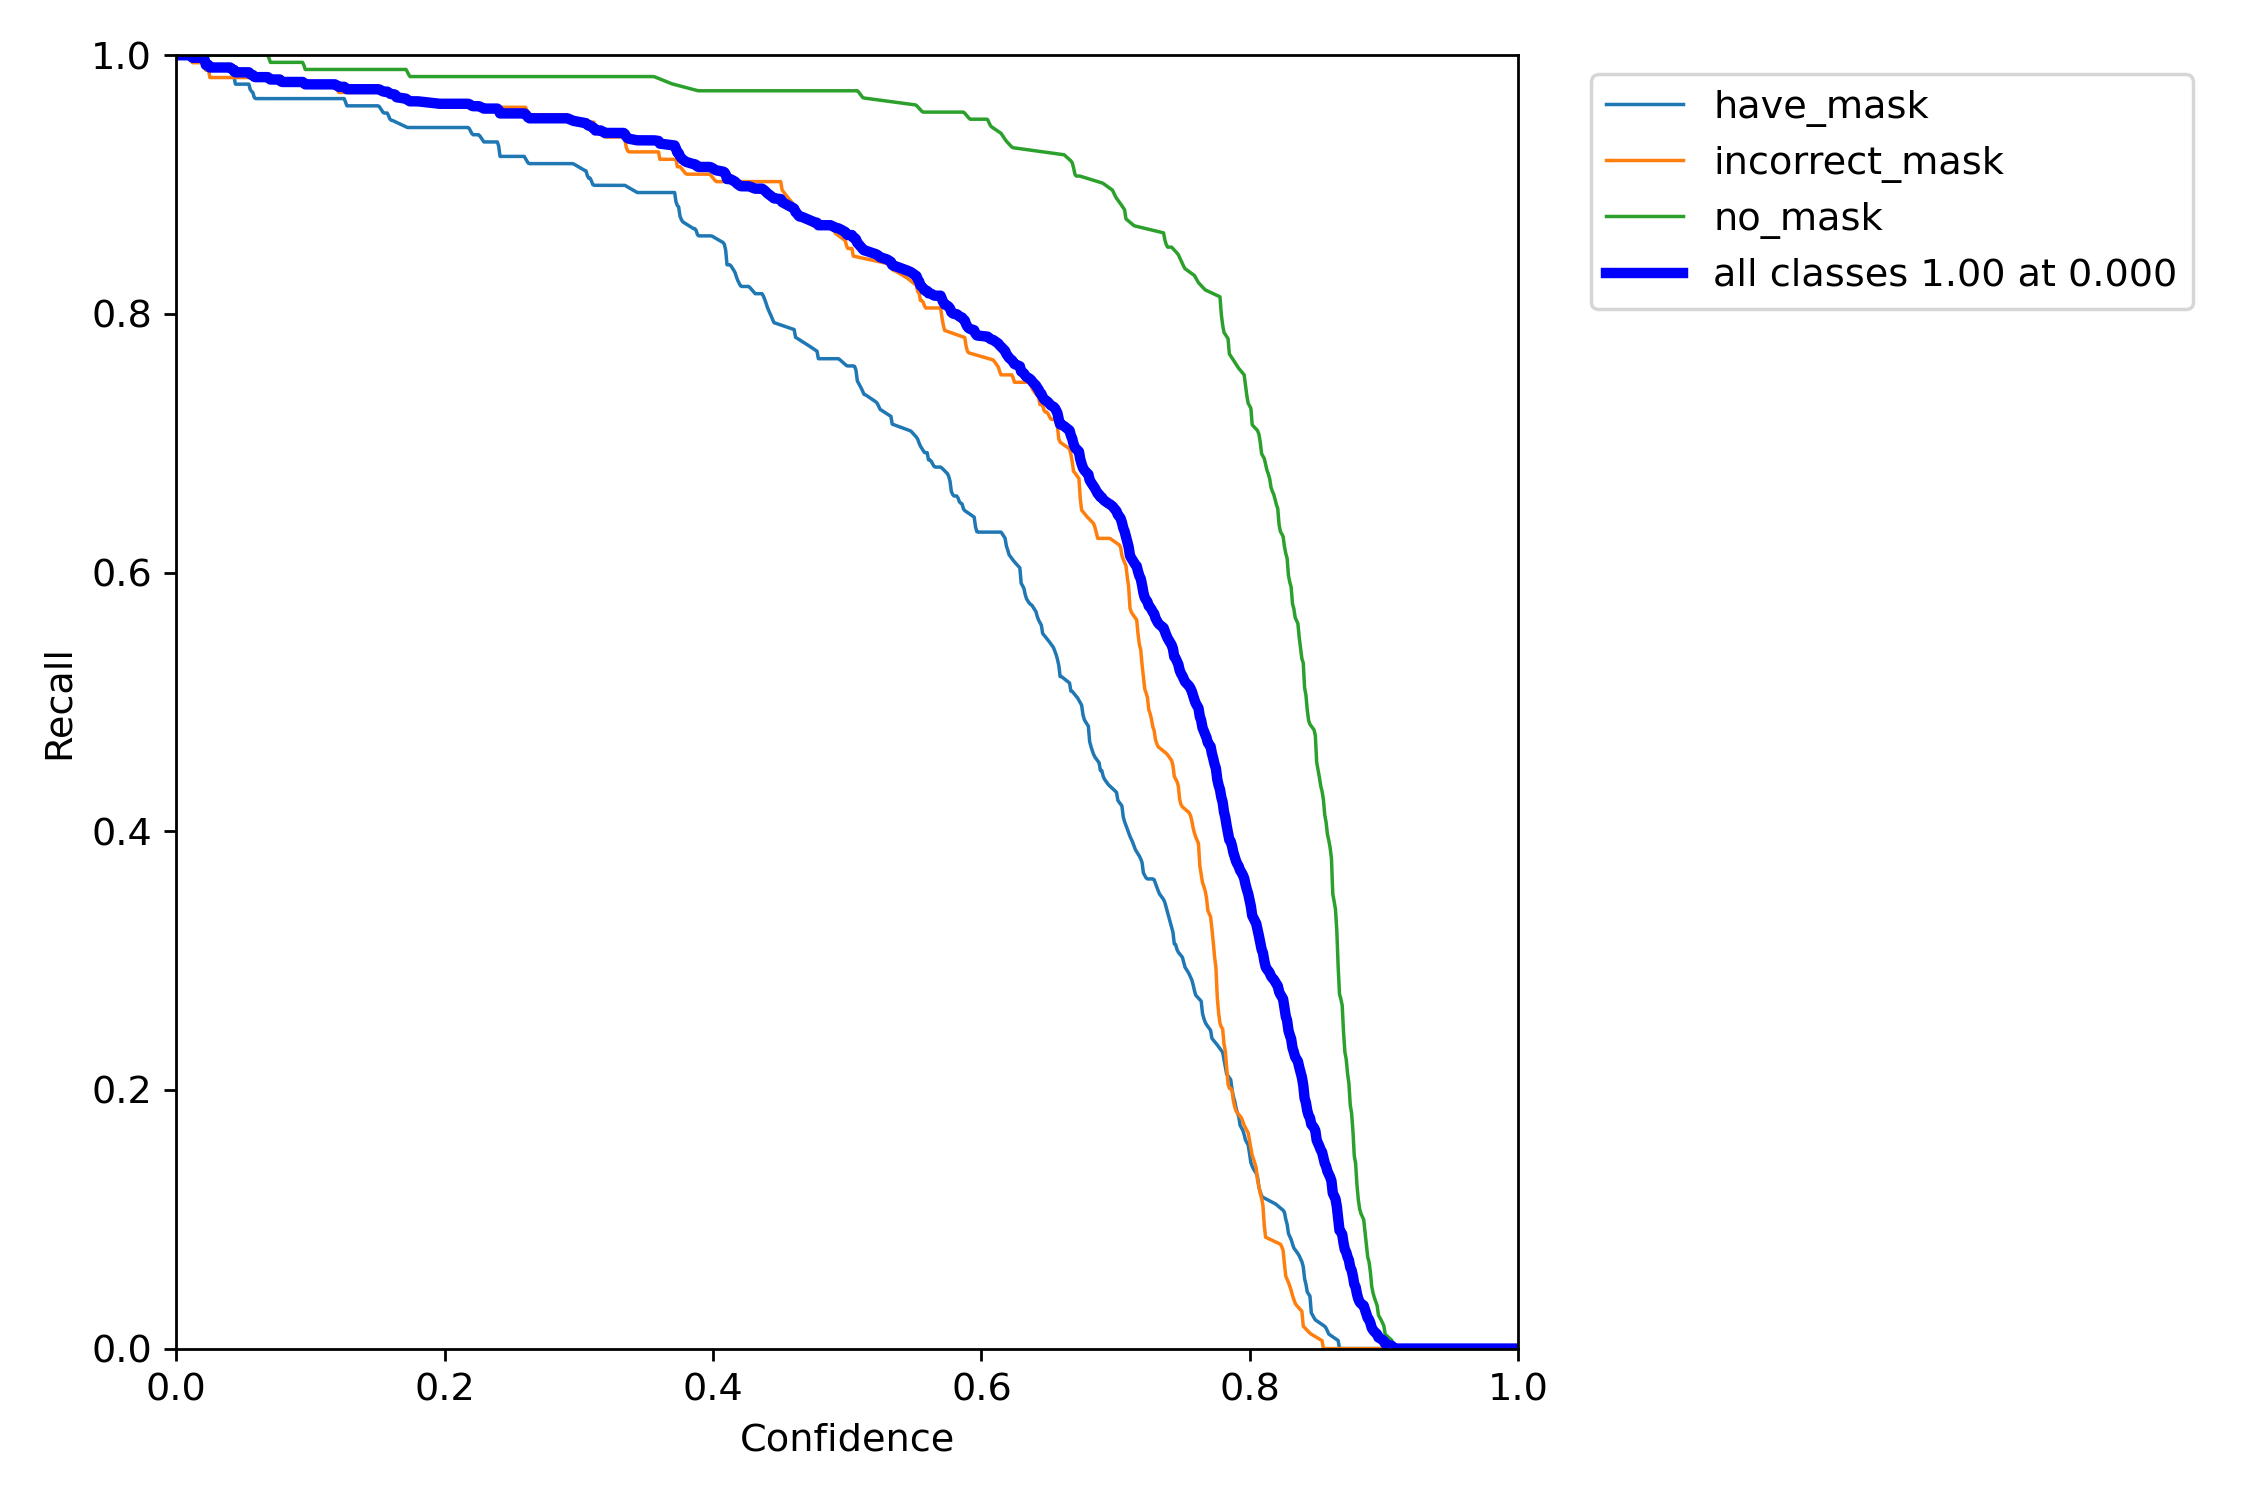 1.0
0.8
0.6
0.4
0.2
0.0
0.0 0.2 0.4 0.6 0.8 1.0
Recall
Confidence
have_mask
incorrect_mask
no_mask
all classes 1.00 at 0.000